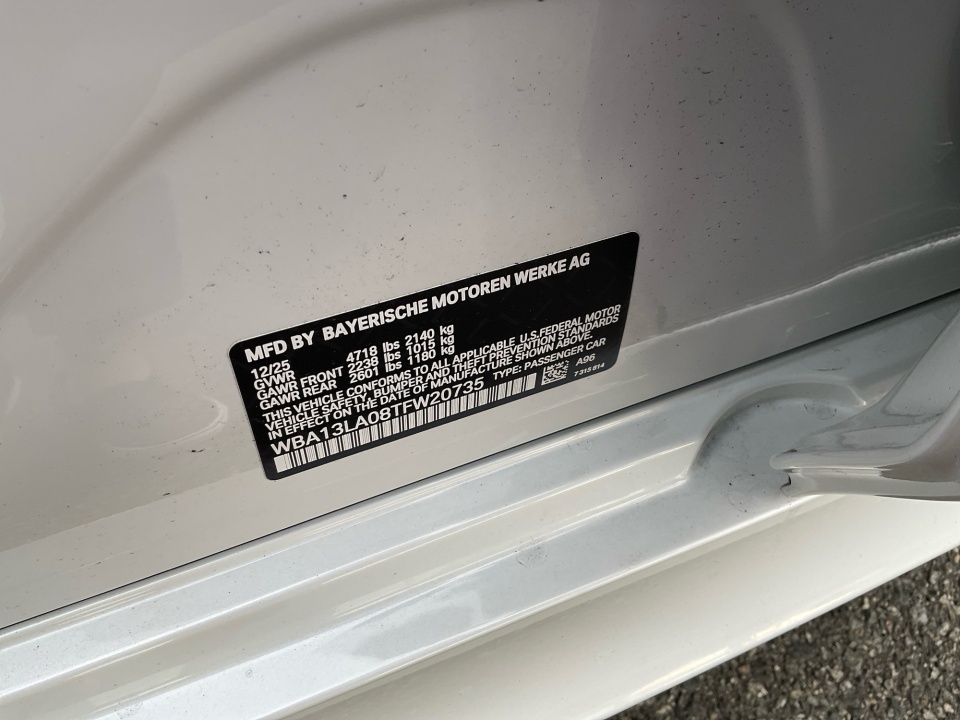 MFD BY BAYERISCHE MOTOREN WERKE AG
12/25
GVWR 4718 lbs 2140 kg
GAWR FRONT 2238 lbs 1015 kg
GAWR REAR 2601 lbs 1180 kg
THIS VEHICLE CONFORMS TO ALL APPLICABLE U.S. FEDERAL MOTOR
VEHICLE SAFETY, BUMPER AND THEFT PREVENTION STANDARDS
IN EFFECT ON THE DATE OF MANUFACTURE SHOWN ABOVE.
WBA13LA08TFW20735 TYPE: PASSENGER CAR
A96
7 315 814